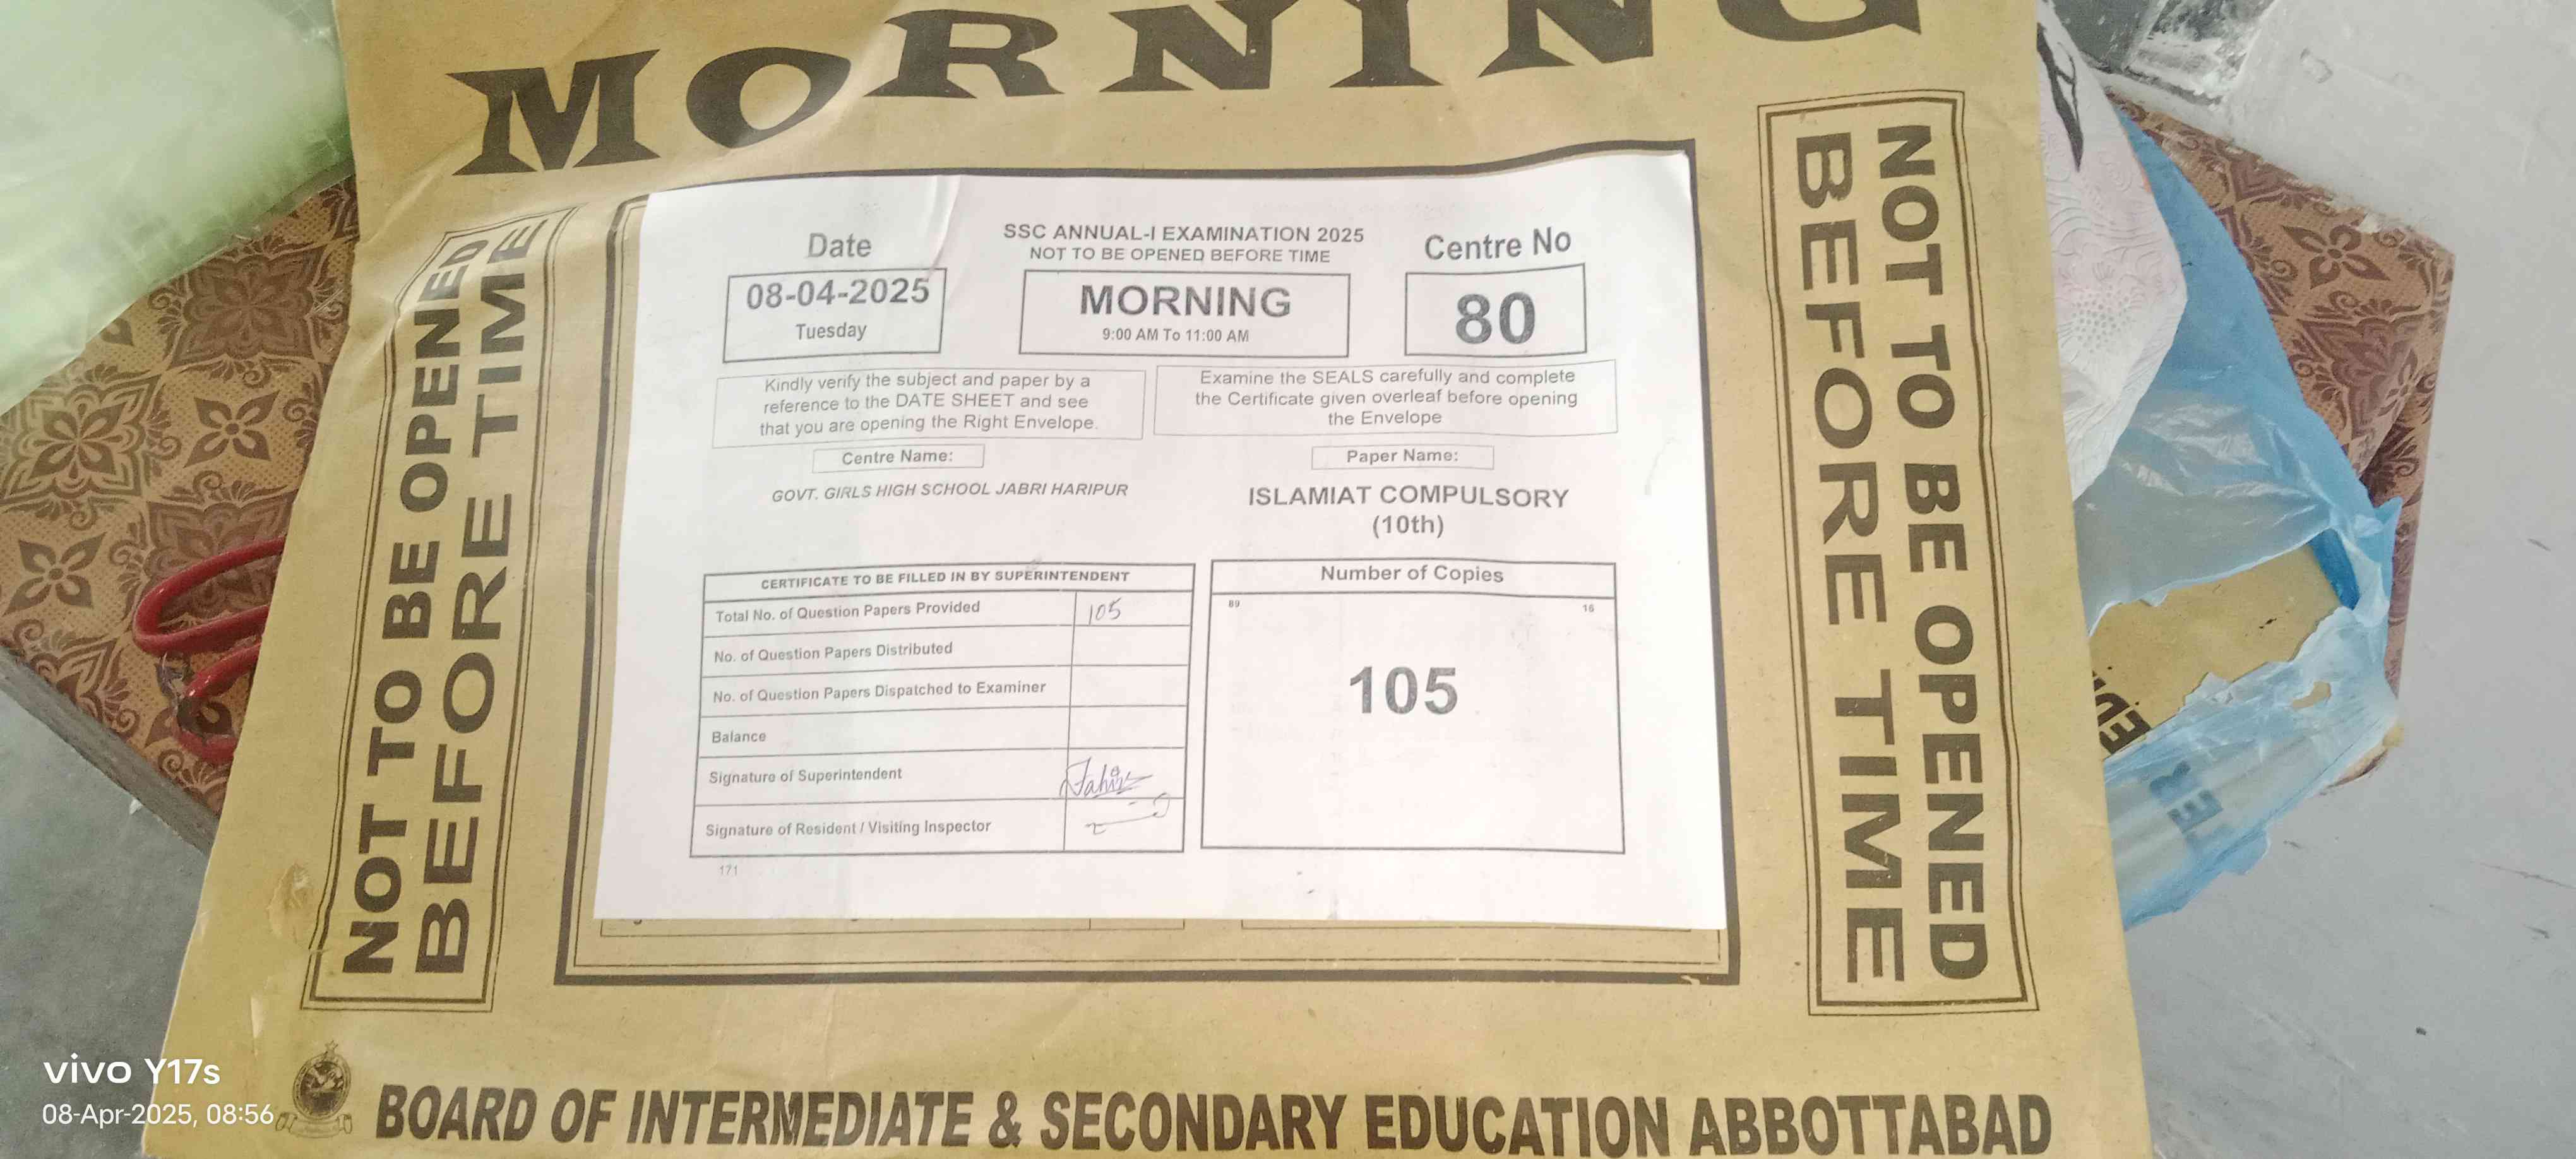 MORNING
NOT TO BE OPENED
BEFORE TIME
NOT TO BE OPENED
BEFORE TIME
Date
08-04-2025
Tuesday
SSC ANNUAL-I EXAMINATION 2025
NOT TO BE OPENED BEFORE TIME
MORNING
9:00 AM To 11:00 AM
Centre No
80
Kindly verify the subject and paper by a
reference to the DATE SHEET and see
that you are opening the Right Envelope.
Examine the SEALS carefully and complete
the Certificate given overleaf before opening
the Envelope
Centre Name:
GOVT. GIRLS HIGH SCHOOL JABRI HARIPUR
Paper Name:
ISLAMIAT COMPULSORY
(10th)
CERTIFICATE TO BE FILLED IN BY SUPERINTENDENT
Total No. of Question Papers Provided 105
No. of Question Papers Distributed
No. of Question Papers Dispatched to Examiner
Balance
Signature of Superintendent
Signature of Resident / Visiting Inspector
171
Number of Copies
89 16
105
BOARD OF INTERMEDIATE & SECONDARY EDUCATION ABBOTTABAD
vivo Y17s
08-Apr-2025, 08:56